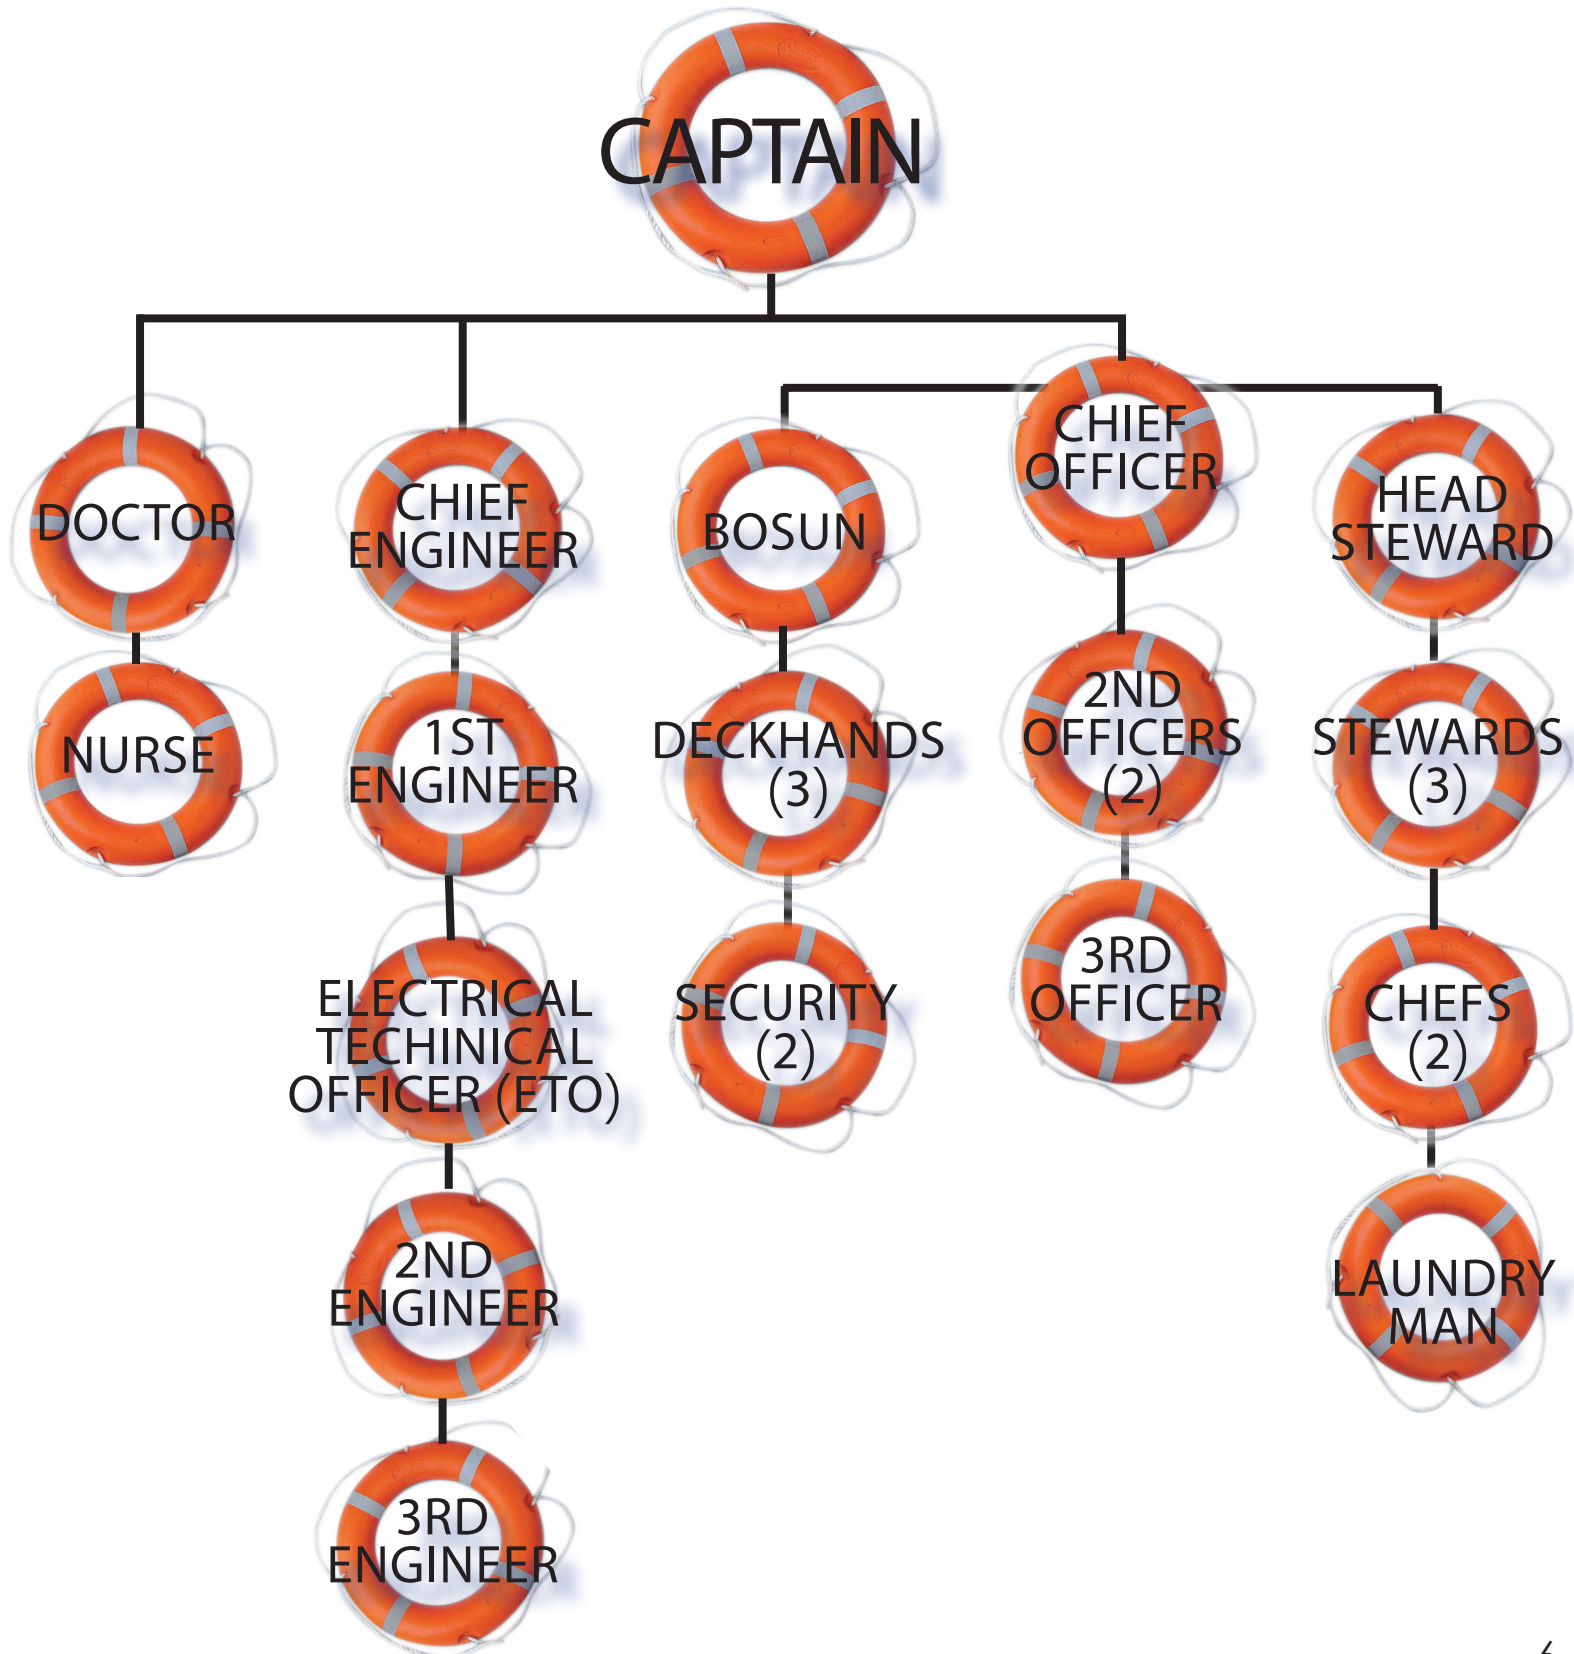 CAPTAIN
DOCTOR
NURSE
CHIEF
ENGINEER
1ST
ENGINEER
ELECTRICAL
TECHINICAL
OFFICER (ETO)
2ND
ENGINEER
3RD
ENGINEER
BOSUN
DECKHANDS
(3)
SECURITY
(2)
CHIEF
OFFICER
2ND
OFFICERS
(2)
3RD
OFFICER
HEAD
STEWARD
STEWARDS
(3)
CHEFS
(2)
LAUNDRY
MAN